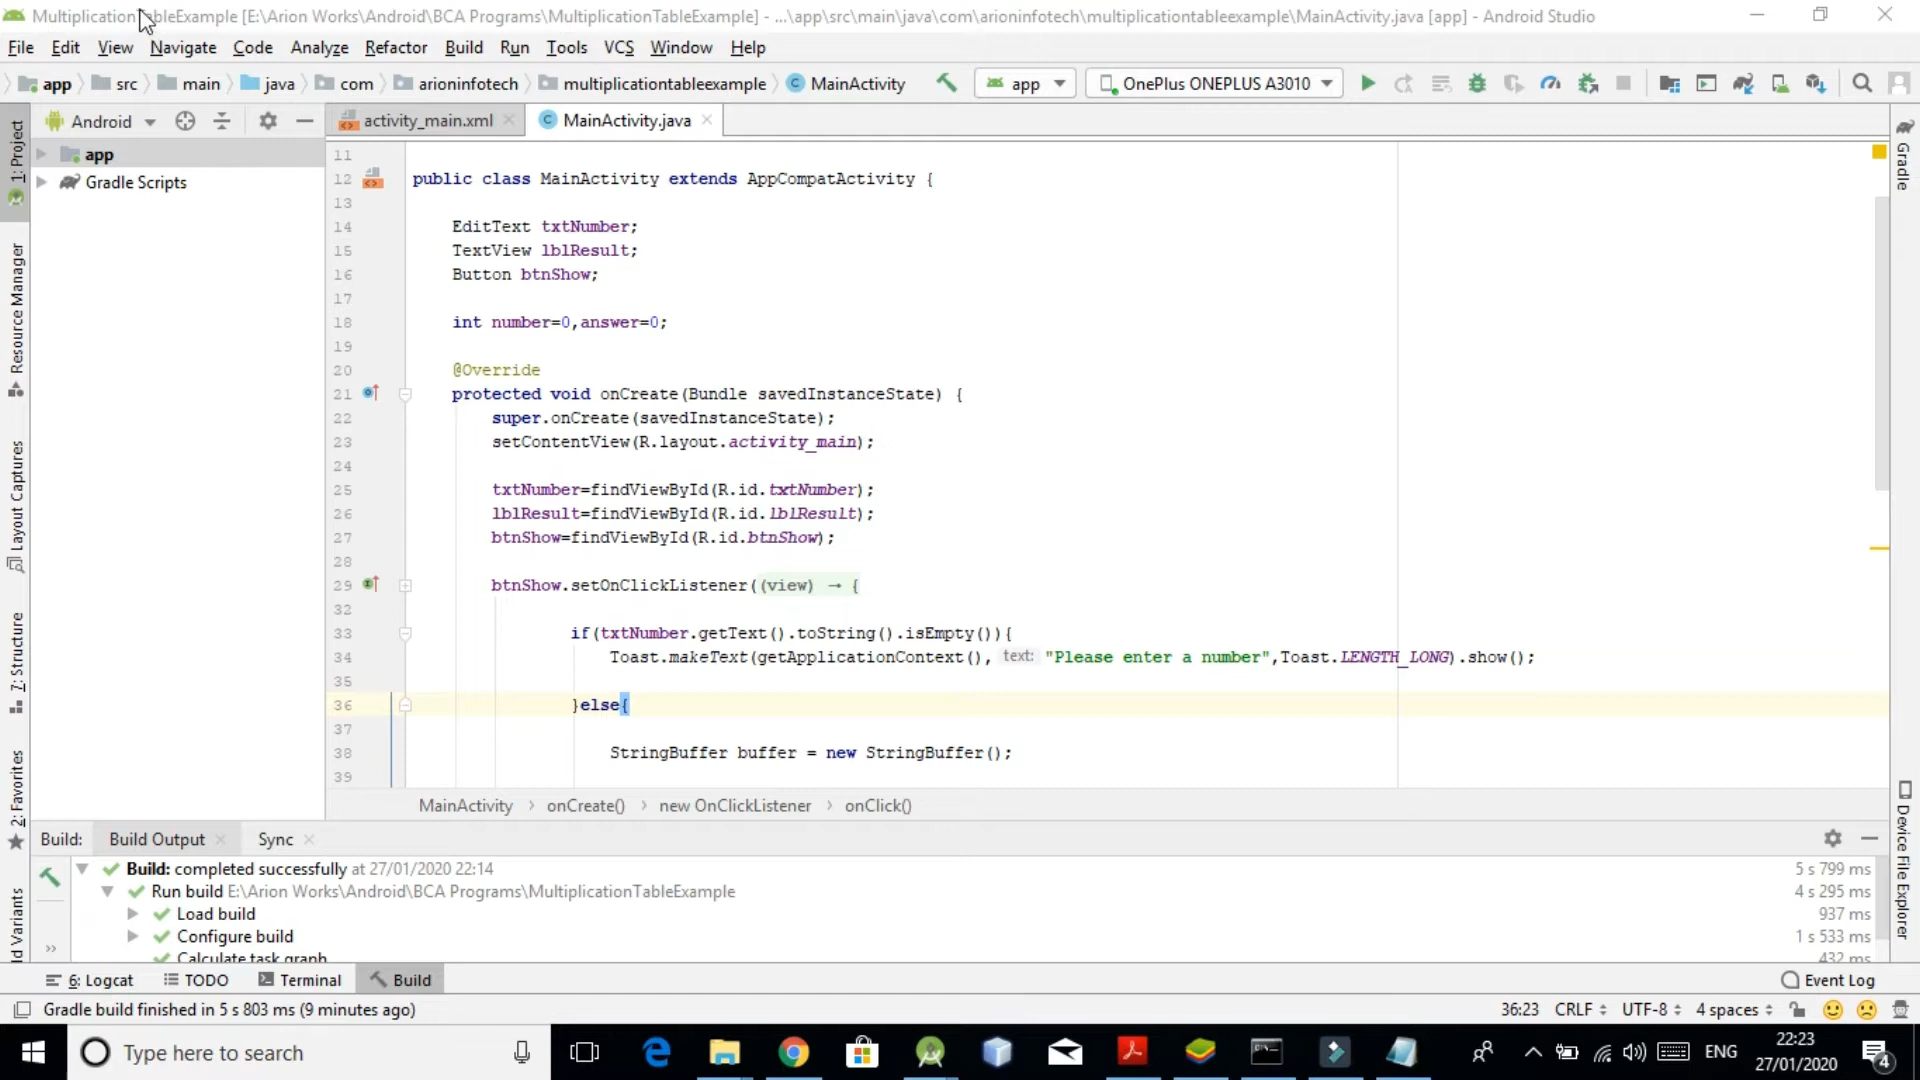 MultiplicationTableExample [E:\Arion Works\Android\BCA Programs\MultiplicationTableExample] - ...\app\src\main\java\com\arioninfotech\multiplicationtableexample\MainActivity.java [app] - Android Studio
File Edit View Navigate Code Analyze Refactor Build Run Tools VCS Window Help
app src main java com arioninfotech multiplicationtableexample MainActivity app OnePlus ONEPLUS A3010
Android activity_main.xml MainActivity.java
app
Gradle Scripts
1: Project
Resource Manager
Layout Captures
7: Structure
2: Favorites
ld Variants
11
12 public class MainActivity extends AppCompatActivity {
13
14 EditText txtNumber;
15 TextView lblResult;
16 Button btnShow;
17
18 int number=0,answer=0;
19
20 @Override
21 protected void onCreate(Bundle savedInstanceState) {
22 super.onCreate(savedInstanceState);
23 setContentView(R.layout.activity_main);
24
25 txtNumber=findViewById(R.id.txtNumber);
26 lblResult=findViewById(R.id.lblResult);
27 btnShow=findViewById(R.id.btnShow);
28
29 btnShow.setOnClickListener((view) → {
32
33 if(txtNumber.getText().toString().isEmpty()){
34 Toast.makeText(getApplicationContext(), text: "Please enter a number",Toast.LENGTH_LONG).show();
35
36 }else{
37
38 StringBuffer buffer = new StringBuffer();
39
MainActivity › onCreate() › new OnClickListener › onClick()
Gradle
Device File Explorer
Build: Build Output Sync
Build: completed successfully at 27/01/2020 22:14 5 s 799 ms
Run build E:\Arion Works\Android\BCA Programs\MultiplicationTableExample 4 s 295 ms
Load build 937 ms
Configure build 1 s 533 ms
Calculate task graph 432 ms
6: Logcat TODO Terminal Build Event Log
Gradle build finished in 5 s 803 ms (9 minutes ago) 36:23 CRLF UTF-8 4 spaces
Type here to search ENG 22:23
27/01/2020 4